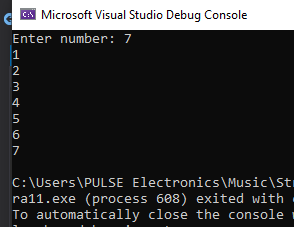 Microsoft Visual Studio Debug Console
Enter number: 7
1
2
3
4
5
6
7
C:\Users\PULSE Electronics\Music\St
ra11.exe (process 608) exited with
To automatically close the console